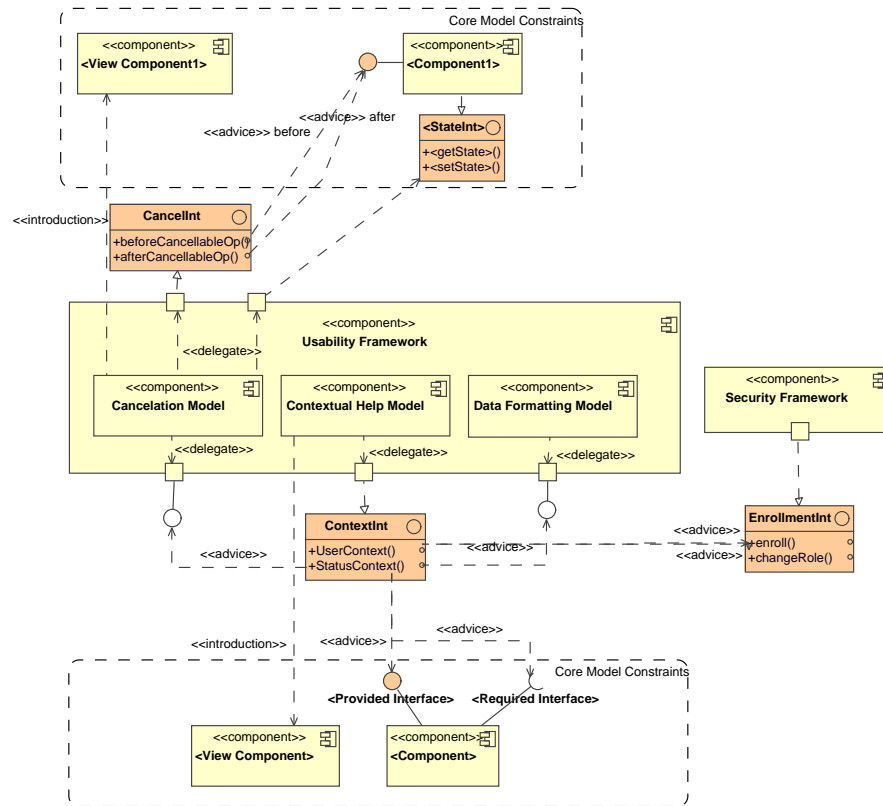 Core Model Constraints
<<component>>
<View Component1>
<<component>>
<Component1>
<<advice>> after
<<advice>> before
<StateInt>
+<getState>()
+<setState>()
<<introduction>>
CancelInt
+beforeCancellableOp()
+afterCancellableOp()
<<component>>
Usability Framework
<<delegate>>
<<component>>
Cancelation Model
<<component>>
Contextual Help Model
<<component>>
Data Formatting Model
<<component>>
Security Framework
<<delegate>>
<<delegate>>
<<delegate>>
ContextInt
+UserContext()
+StatusContext()
EnrollmentInt
+enroll()
+changeRole()
<<advice>>
<<advice>>
<<advice>>
<<advice>>
<<advice>>
<<introduction>>
<<advice>>
Core Model Constraints
<Provided Interface>
<Required Interface>
<<component>>
<View Component>
<<component>>
<Component>